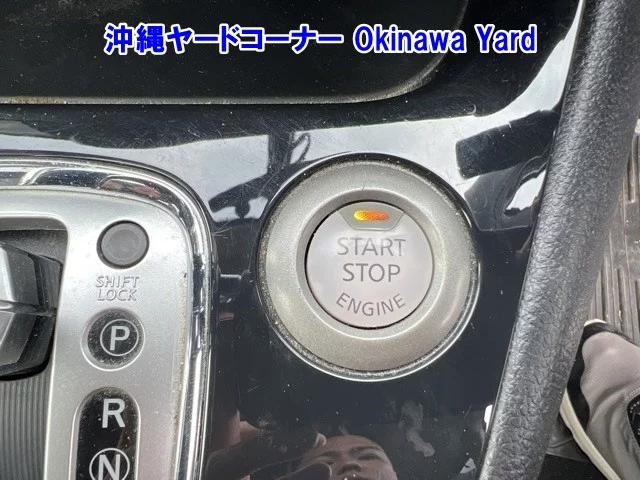 沖縄ヤードコーナー Okinawa Yard
START
STOP
ENGINE
SHIFT
LOCK
P
R
N